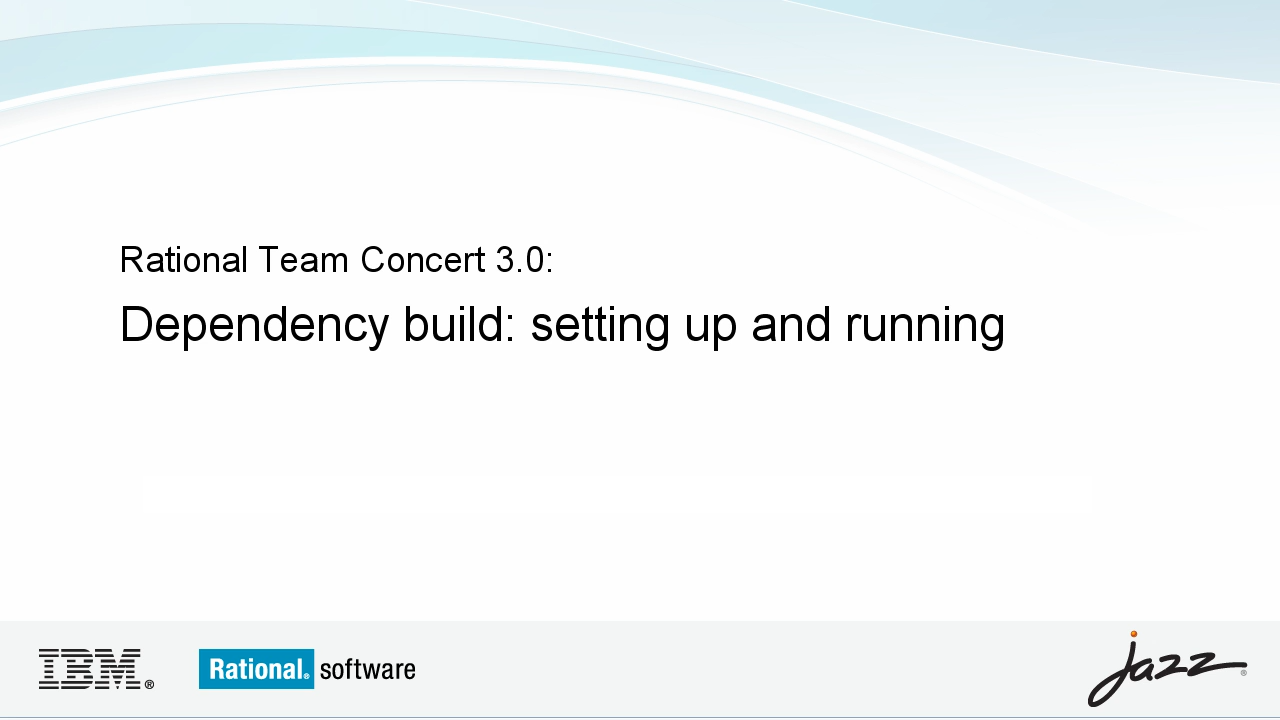 Rational Team Concert 3.0:
Dependency build: setting up and running
IBM®
Rational® software
jazz®